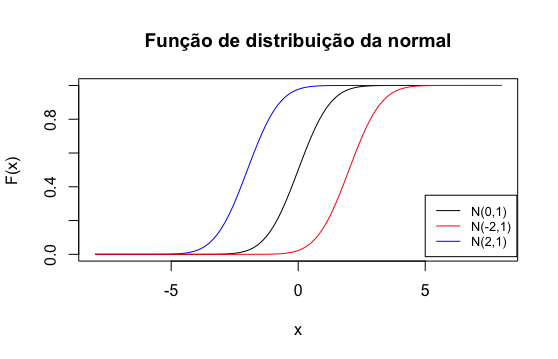 Função de distribuição da normal
F(x)
0.8
0.4
0.0
-5 0 5
x
N(0,1)
N(-2,1)
N(2,1)